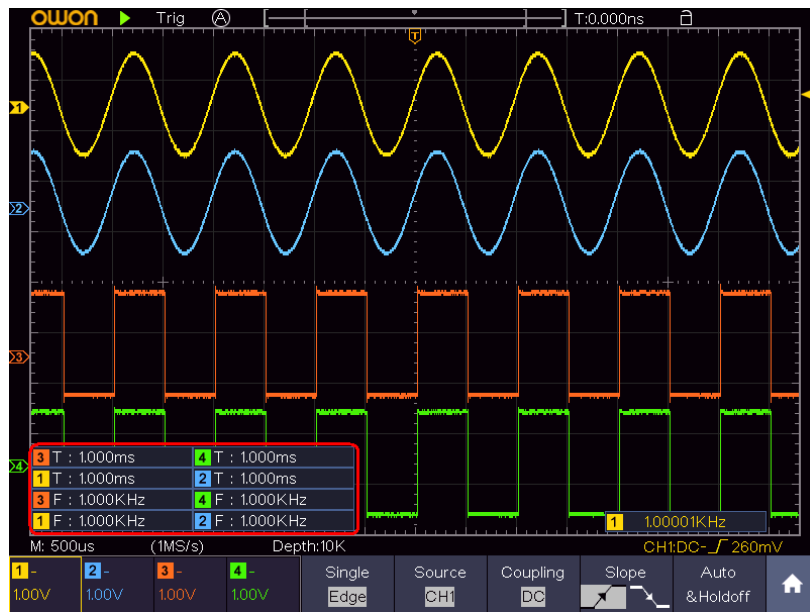 OWON Trig A T:0.000ns
T
1
2
3
4
3 T : 1.000ms 4 T : 1.000ms
1 T : 1.000ms 2 T : 1.000ms
3 F : 1.000KHz 4 F : 1.000KHz
1 F : 1.000KHz 2 F : 1.000KHz
1 1.00001KHz
M: 500us (1MS/s) Depth:10K CH1:DC- 260mV
1 - 2 - 3 - 4 - Single Source Coupling Slope Auto
1.00V 1.00V 1.00V 1.00V Edge CH1 DC &Holdoff